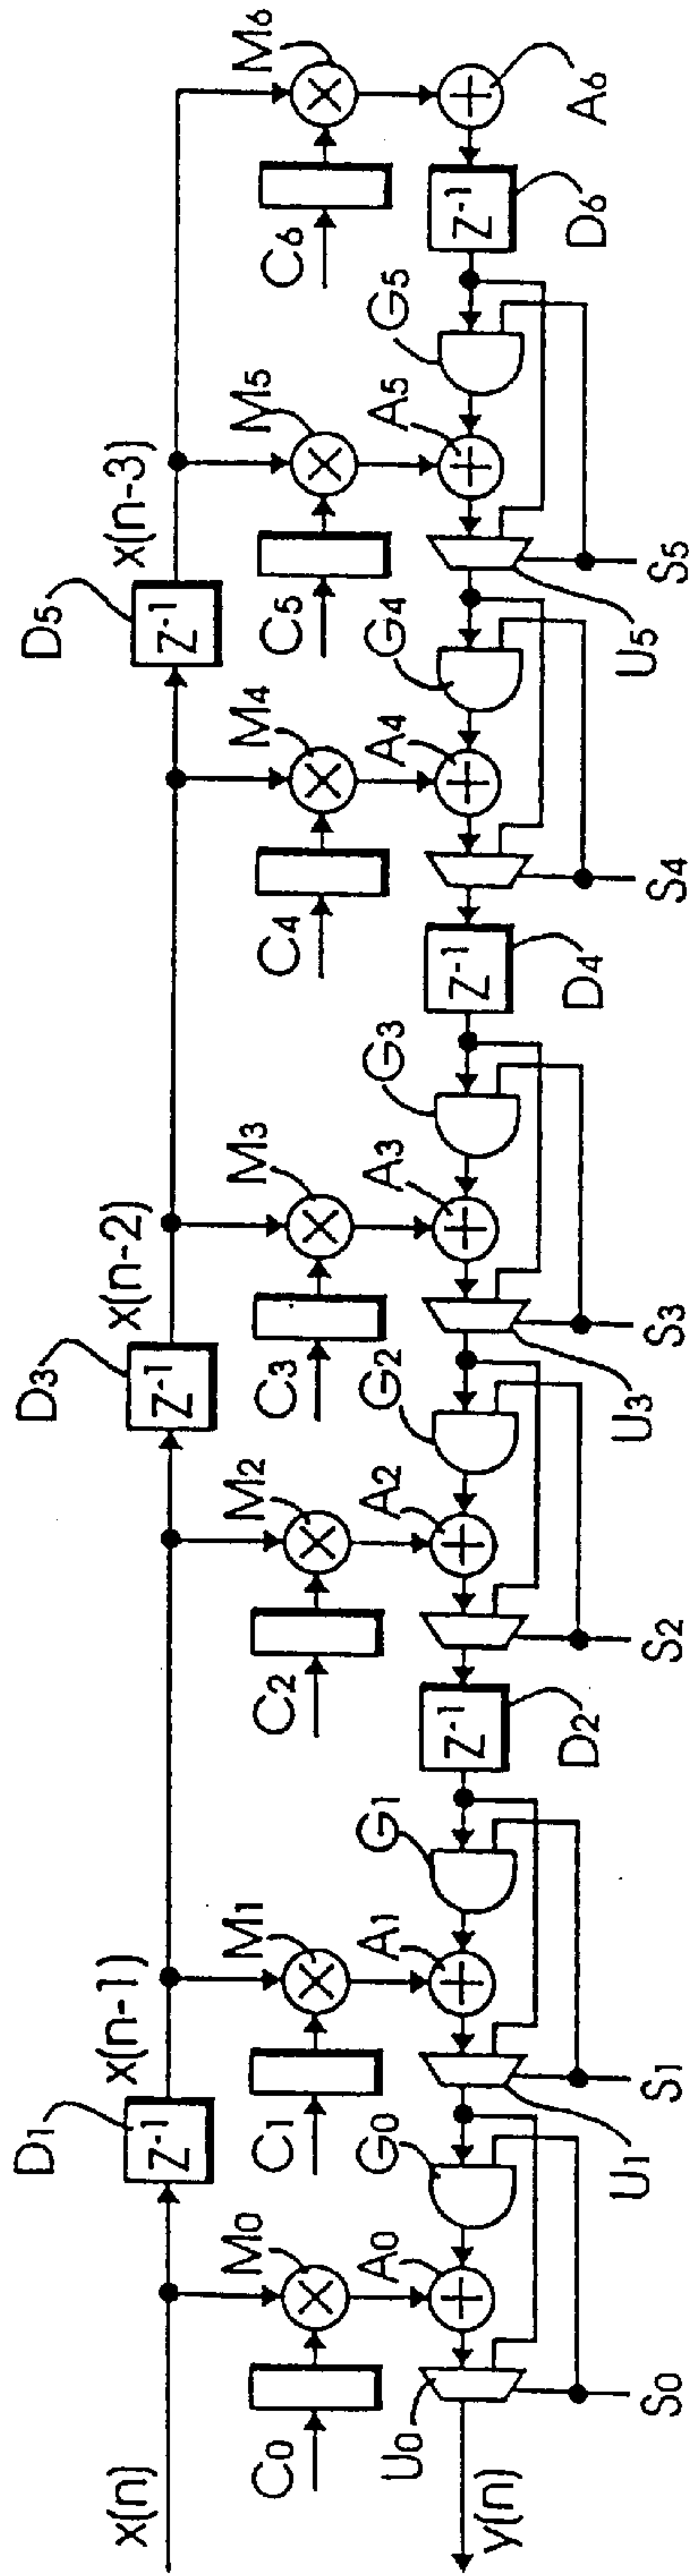 D1 D3 D5
x(n) x(n-1) x(n-2) x(n-3)
Z-1 Z-1 Z-1
M0 M1 M2 M3 M4 M5 M6
C0 C1 C2 C3 C4 C5 C6
U0 A0 G0 A1 G1 A2 G2 A3 G3 A4 G4 A5 G5
Z-1 Z-1 Z-1
y(n) U1 D2 U3 D4 U5 D6 A6
S0 S1 S2 S3 S4 S5